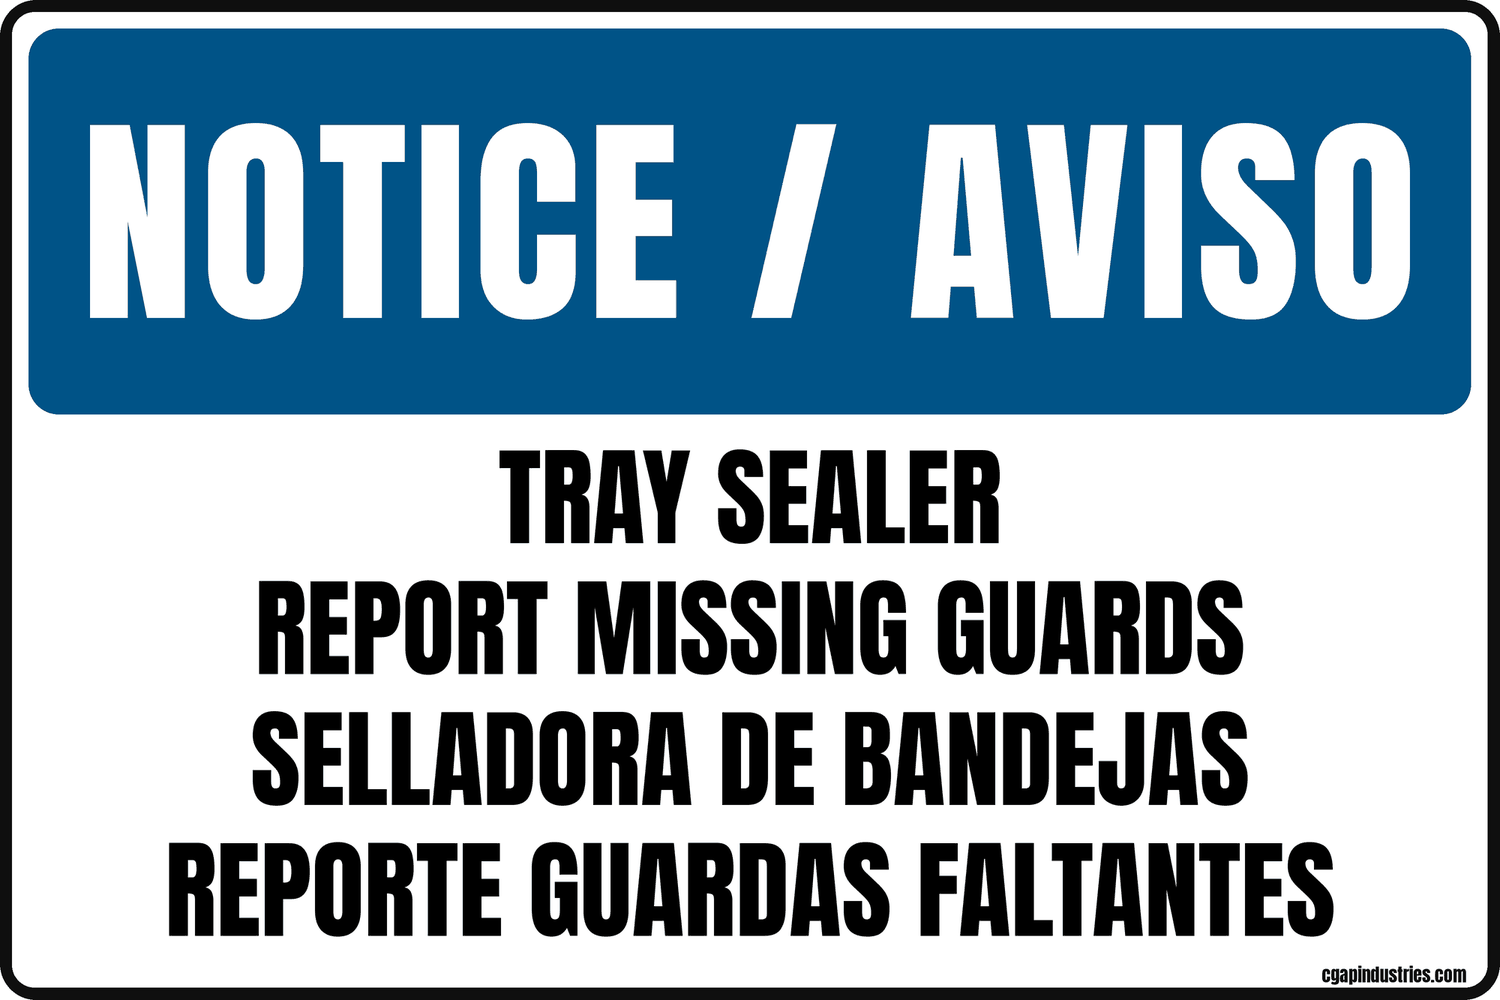 NOTICE / AVISO
TRAY SEALER
REPORT MISSING GUARDS
SELLADORA DE BANDEJAS
REPORTE GUARDAS FALTANTES
cgapindustries.com